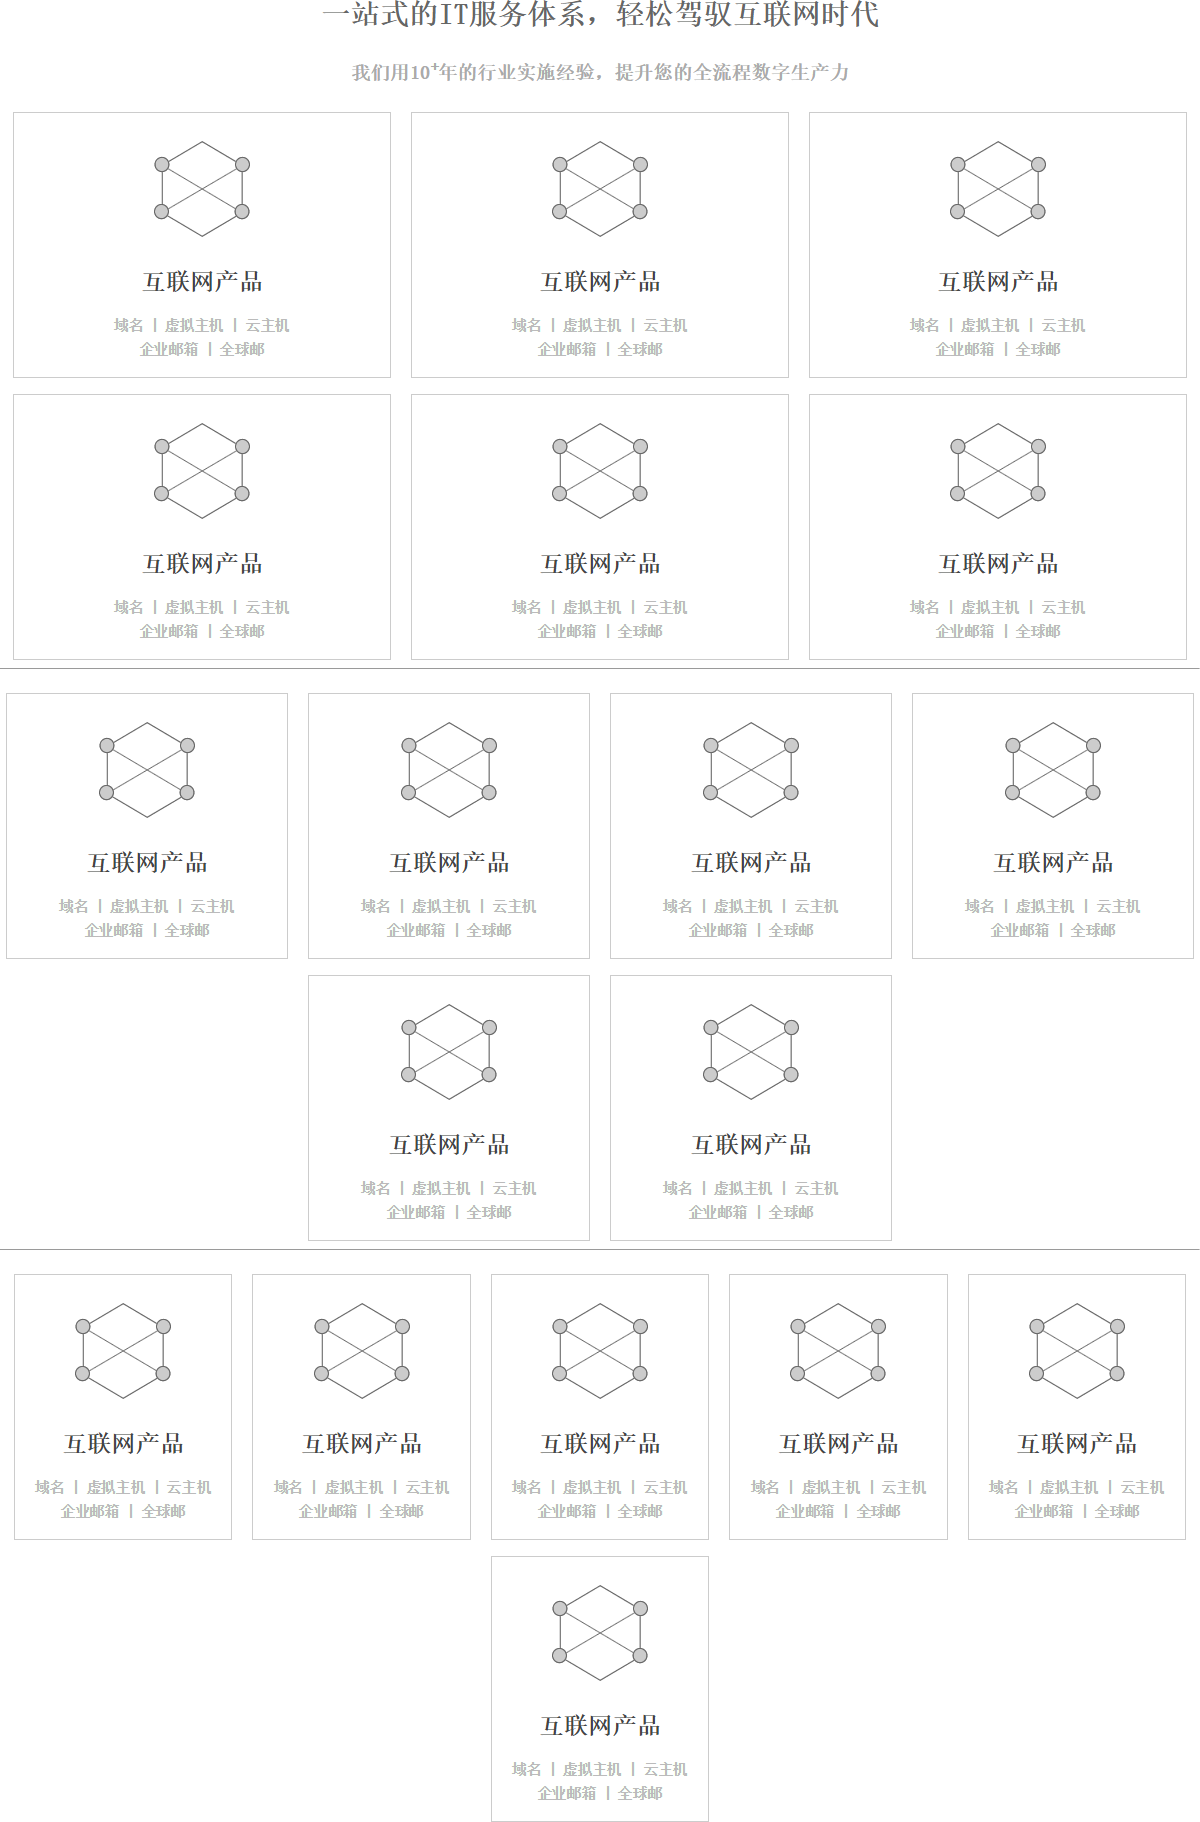 一站式的IT服务体系，轻松驾驭互联网时代
我们用10+年的行业实施经验，提升您的全流程数字生产力
互联网产品 互联网产品 互联网产品
域名 | 虚拟主机 | 云主机 域名 | 虚拟主机 | 云主机 域名 | 虚拟主机 | 云主机
企业邮箱 | 全球邮 企业邮箱 | 全球邮 企业邮箱 | 全球邮
互联网产品 互联网产品 互联网产品
域名 | 虚拟主机 | 云主机 域名 | 虚拟主机 | 云主机 域名 | 虚拟主机 | 云主机
企业邮箱 | 全球邮 企业邮箱 | 全球邮 企业邮箱 | 全球邮
互联网产品 互联网产品 互联网产品 互联网产品
域名 | 虚拟主机 | 云主机 域名 | 虚拟主机 | 云主机 域名 | 虚拟主机 | 云主机 域名 | 虚拟主机 | 云主机
企业邮箱 | 全球邮 企业邮箱 | 全球邮 企业邮箱 | 全球邮 企业邮箱 | 全球邮
互联网产品 互联网产品
域名 | 虚拟主机 | 云主机 域名 | 虚拟主机 | 云主机
企业邮箱 | 全球邮 企业邮箱 | 全球邮
互联网产品 互联网产品 互联网产品 互联网产品 互联网产品
域名 | 虚拟主机 | 云主机 域名 | 虚拟主机 | 云主机 域名 | 虚拟主机 | 云主机 域名 | 虚拟主机 | 云主机 域名 | 虚拟主机 | 云主机
企业邮箱 | 全球邮 企业邮箱 | 全球邮 企业邮箱 | 全球邮 企业邮箱 | 全球邮 企业邮箱 | 全球邮
互联网产品
域名 | 虚拟主机 | 云主机
企业邮箱 | 全球邮